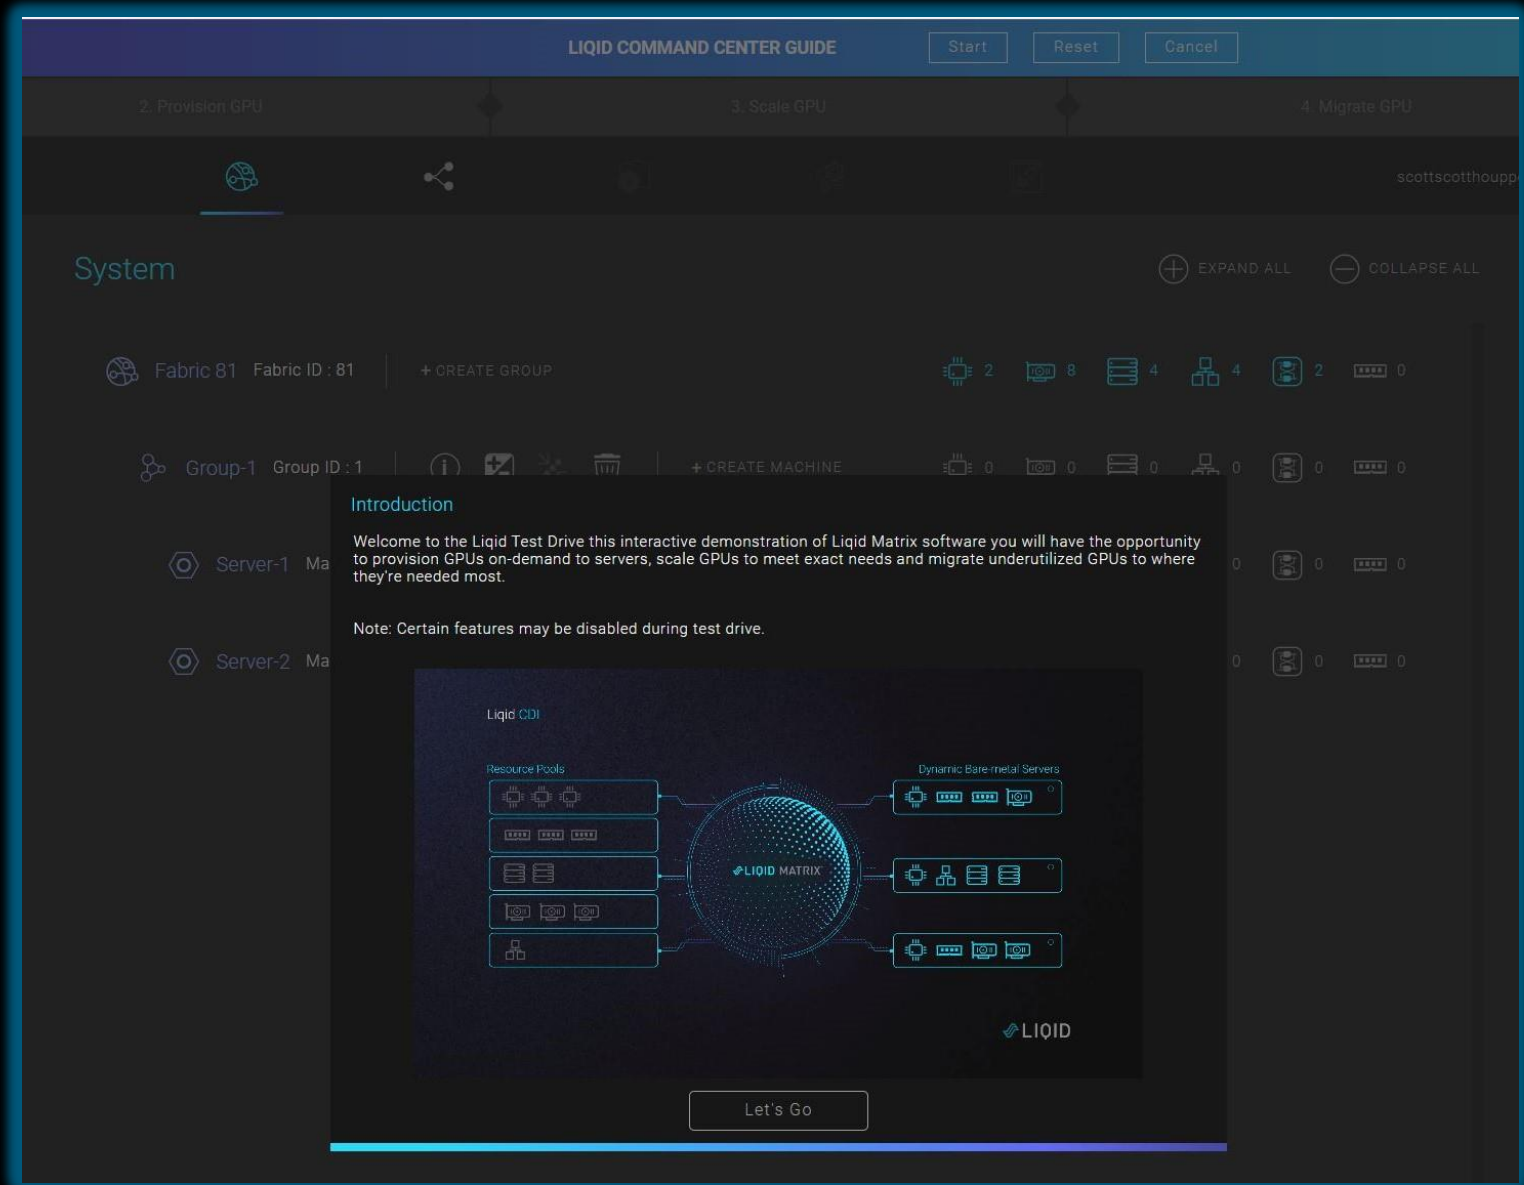 LIQID COMMAND CENTER GUIDE Start Reset Cancel
2. Provision GPU 3. Scale GPU 4. Migrate GPU
scottscotthoupp
System EXPAND ALL COLLAPSE ALL
Fabric 81 Fabric ID : 81 + CREATE GROUP 2 8 4 4 2 0
Group-1 Group ID : 1 + CREATE MACHINE 0 0 0 0 0 0
Introduction
Welcome to the Liqid Test Drive this interactive demonstration of Liqid Matrix software you will have the opportunity
to provision GPUs on-demand to servers, scale GPUs to meet exact needs and migrate underutilized GPUs to where
they're needed most.
Server-1 Ma 0 0 0
Note: Certain features may be disabled during test drive.
Server-2 Ma 0 0 0
Liqid CDI
Resource Pools Dynamic Bare-metal Servers
LIQID MATRIX
LIQID
Let's Go